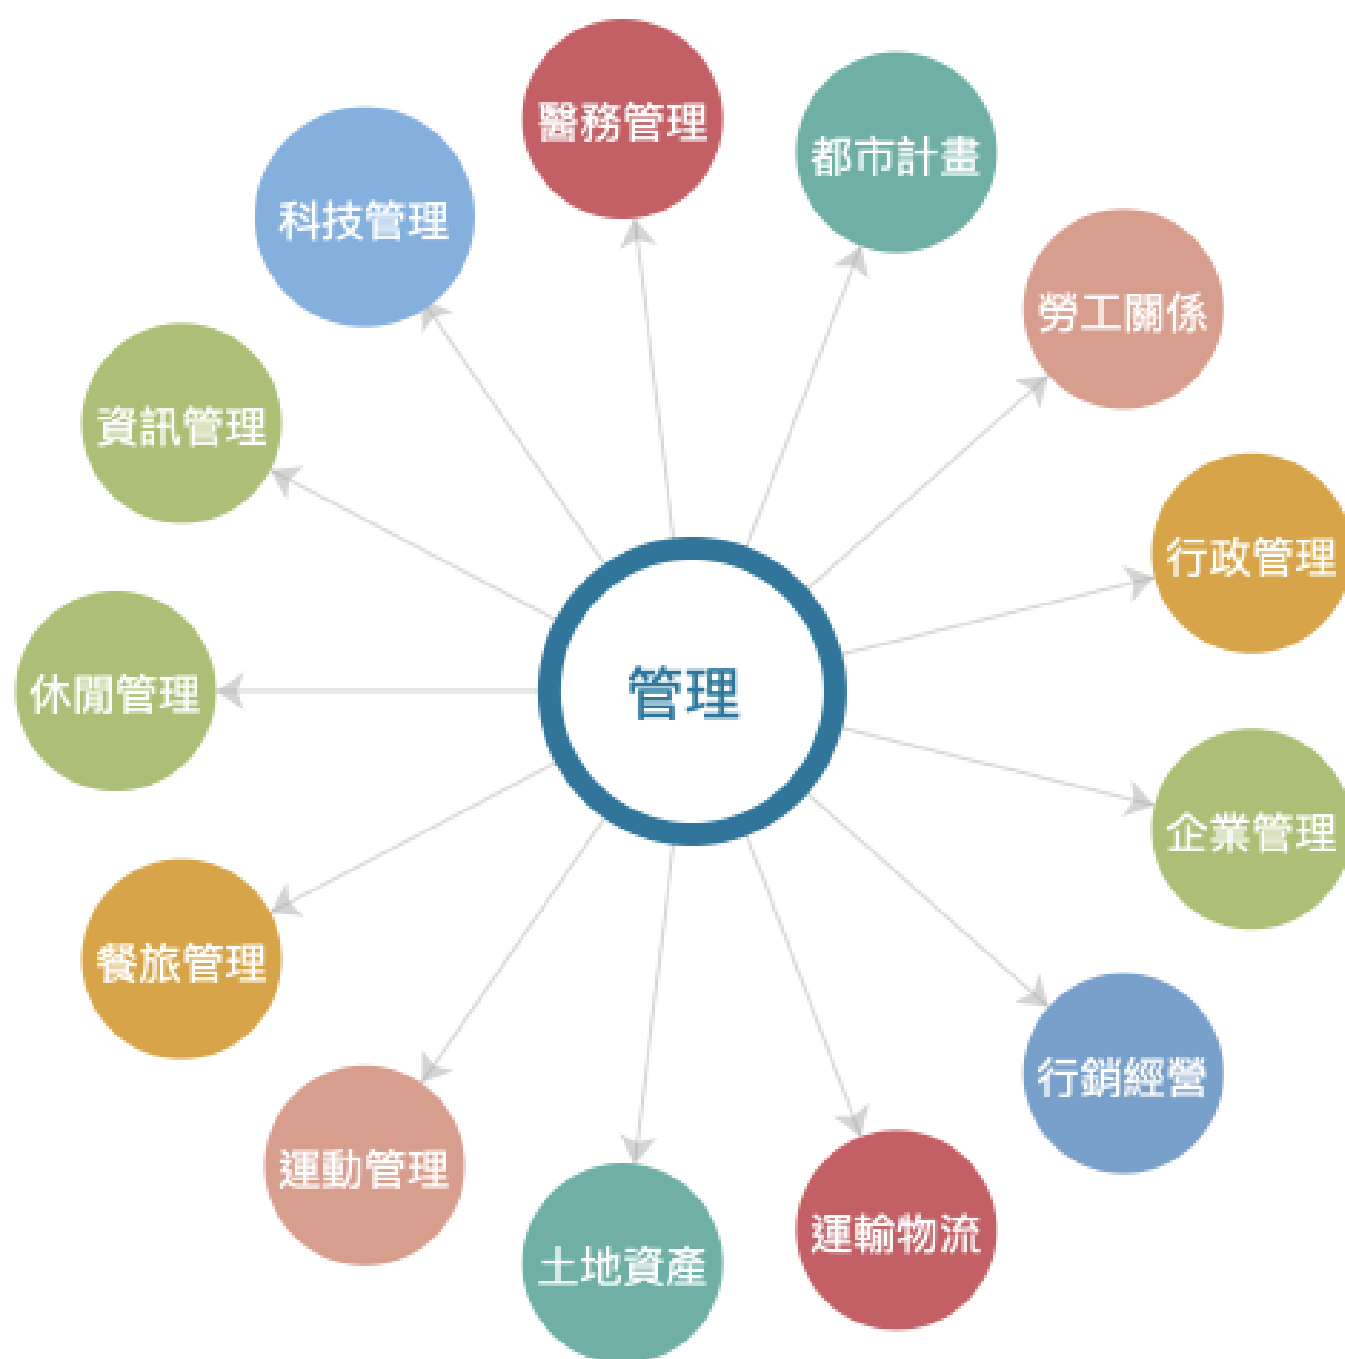 醫務管理
都市計畫
科技管理
勞工關係
資訊管理
行政管理
管理
休閒管理
企業管理
餐旅管理
行銷經營
運動管理
運輸物流
土地資產